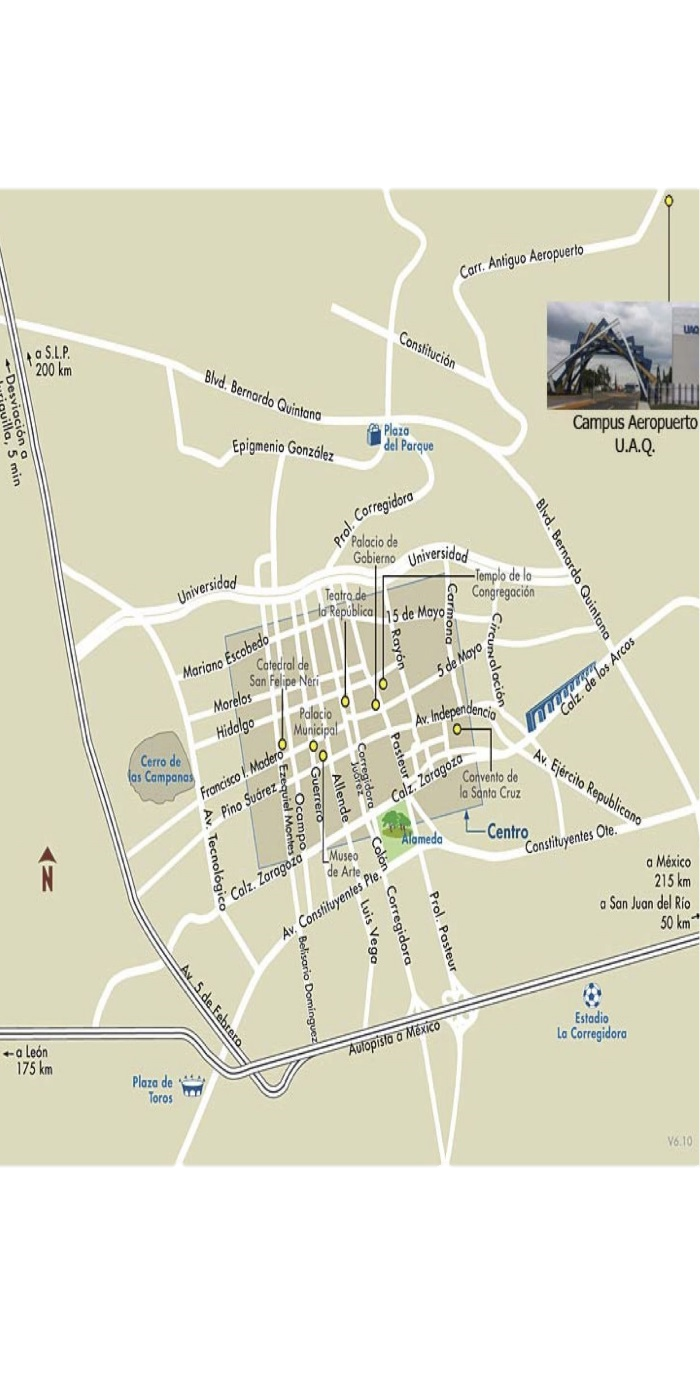 Carr. Antiguo Aeropuerto
Constitución
a S.L.P.
200 km
Desviación a
Blvd. Bernardo Quintana
UAQ
Campus Aeropuerto
U.A.Q.
Plaza
del Parque
Epigmenio González
Prol. Corregidora
Blvd. Bernardo Quintana
Palacio de
Gobierno
Universidad
Universidad
Templo de la
Congregación
Teatro de
la República
15 de Mayo
Carmona
Circunvalación
Rayón
Mariano Escobedo
5 de Mayo
Catedral de
San Felipe Neri
Calz. de los Arcos
Morelos
Hidalgo
Palacio
Municipal
Av. Independencia
Cerro de
las Campanas
Francisco I. Madero
Pino Suárez
Ezequiel Montes
Ocampo
Guerrero
Allende
Corregidora
Juárez
Pasteur
Calz. Zaragoza
Convento de
la Santa Cruz
Av. Ejército Republicano
Av. Tecnológico
Alameda
Centro
Constituyentes Ote.
Calz. Zaragoza
Museo
de Arte
Colón
N
a México
215 km
a San Juan del Río
50 km
Av. Constituyentes Pte.
Luis Vega
Corregidora
Prol. Pasteur
Belisario Domínguez
Av. 5 de Febrero
Autopista a México
Estadio
La Corregidora
a León
175 km
Plaza de
Toros
V6.10